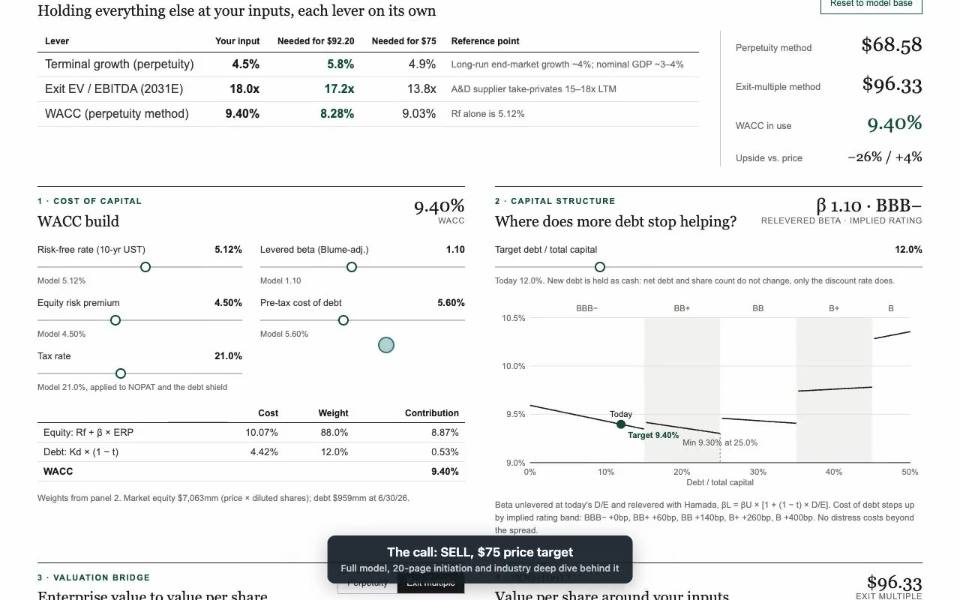 Holding everything else at your inputs, each lever on its own
Reset to model base
Lever Your input Needed for $92.20 Needed for $75 Reference point
Terminal growth (perpetuity) 4.5% 5.8% 4.9% Long-run end-market growth ~4%; nominal GDP ~3–4%
Exit EV / EBITDA (2031E) 18.0x 17.2x 13.8x A&D supplier take-privates 15–18x LTM
WACC (perpetuity method) 9.40% 8.28% 9.03% Rf alone is 5.12%
Perpetuity method $68.58
Exit-multiple method $96.33
WACC in use 9.40%
Upside vs. price −26% / +4%
1 · COST OF CAPITAL
WACC build
9.40%
WACC
Risk-free rate (10-yr UST) 5.12%
Model 5.12%
Levered beta (Blume-adj.) 1.10
Model 1.10
Equity risk premium 4.50%
Model 4.50%
Pre-tax cost of debt 5.60%
Model 5.60%
Tax rate 21.0%
Model 21.0%, applied to NOPAT and the debt shield
Cost Weight Contribution
Equity: Rf + β × ERP 10.07% 88.0% 8.87%
Debt: Kd × (1 − t) 4.42% 12.0% 0.53%
WACC 9.40%
Weights from panel 2. Market equity $7,063mm (price × diluted shares); debt $959mm at 6/30/26.
2 · CAPITAL STRUCTURE
Where does more debt stop helping?
β 1.10 · BBB−
RELEVERED BETA · IMPLIED RATING
Target debt / total capital 12.0%
Today 12.0%. New debt is held as cash: net debt and share count do not change, only the discount rate does.
BBB− BB+ BB B+ B
10.5%
10.0%
9.5%
9.0%
Today
Target 9.40%
Min 9.30% at 25.0%
0% 10% 20% 30% 40% 50%
Debt / total capital
Beta unlevered at today's D/E and relevered with Hamada, βL = βU × [1 + (1 − t) × D/E]. Cost of debt steps up
by implied rating band: BBB− +0bp, BB+ +60bp, BB +140bp, B+ +260bp, B +400bp. No distress costs beyond
the spread.
The call: SELL, $75 price target
Full model, 20-page initiation and industry deep dive behind it
3 · VALUATION BRIDGE
Enterprise value to value per share
Perpetuity Exit multiple
Value per share around your inputs
$96.33
EXIT MULTIPLE